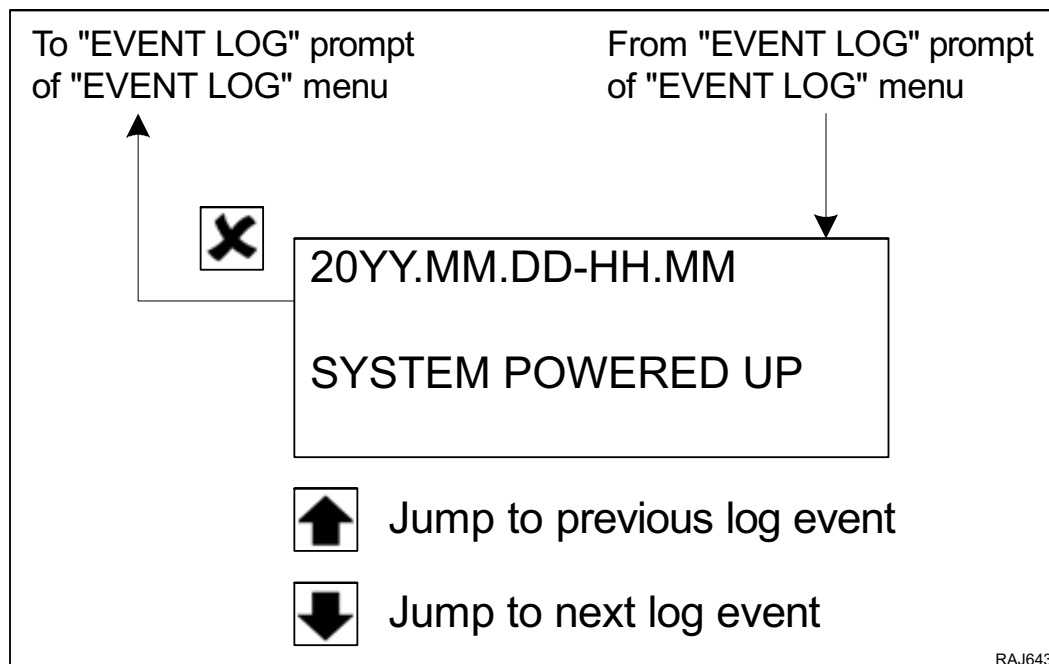 To "EVENT LOG" prompt
of "EVENT LOG" menu
From "EVENT LOG" prompt
of "EVENT LOG" menu
20YY.MM.DD-HH.MM
SYSTEM POWERED UP
Jump to previous log event
Jump to next log event
RAJ643